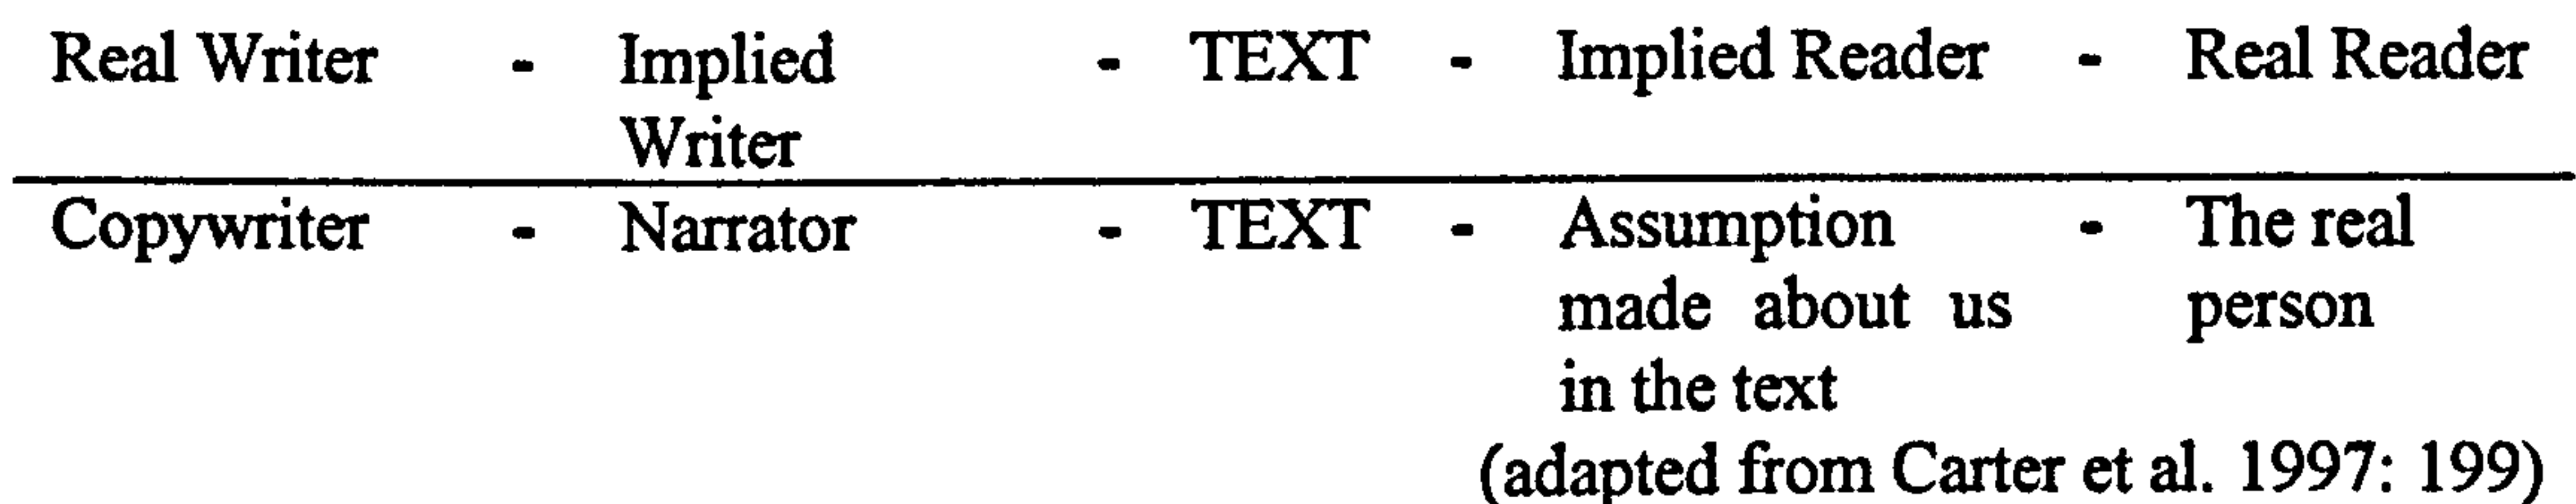 Real Writer - Implied - TEXT - Implied Reader - Real Reader
Writer
Copywriter - Narrator - TEXT - Assumption - The real
made about us person
in the text
(adapted from Carter et al. 1997: 199)